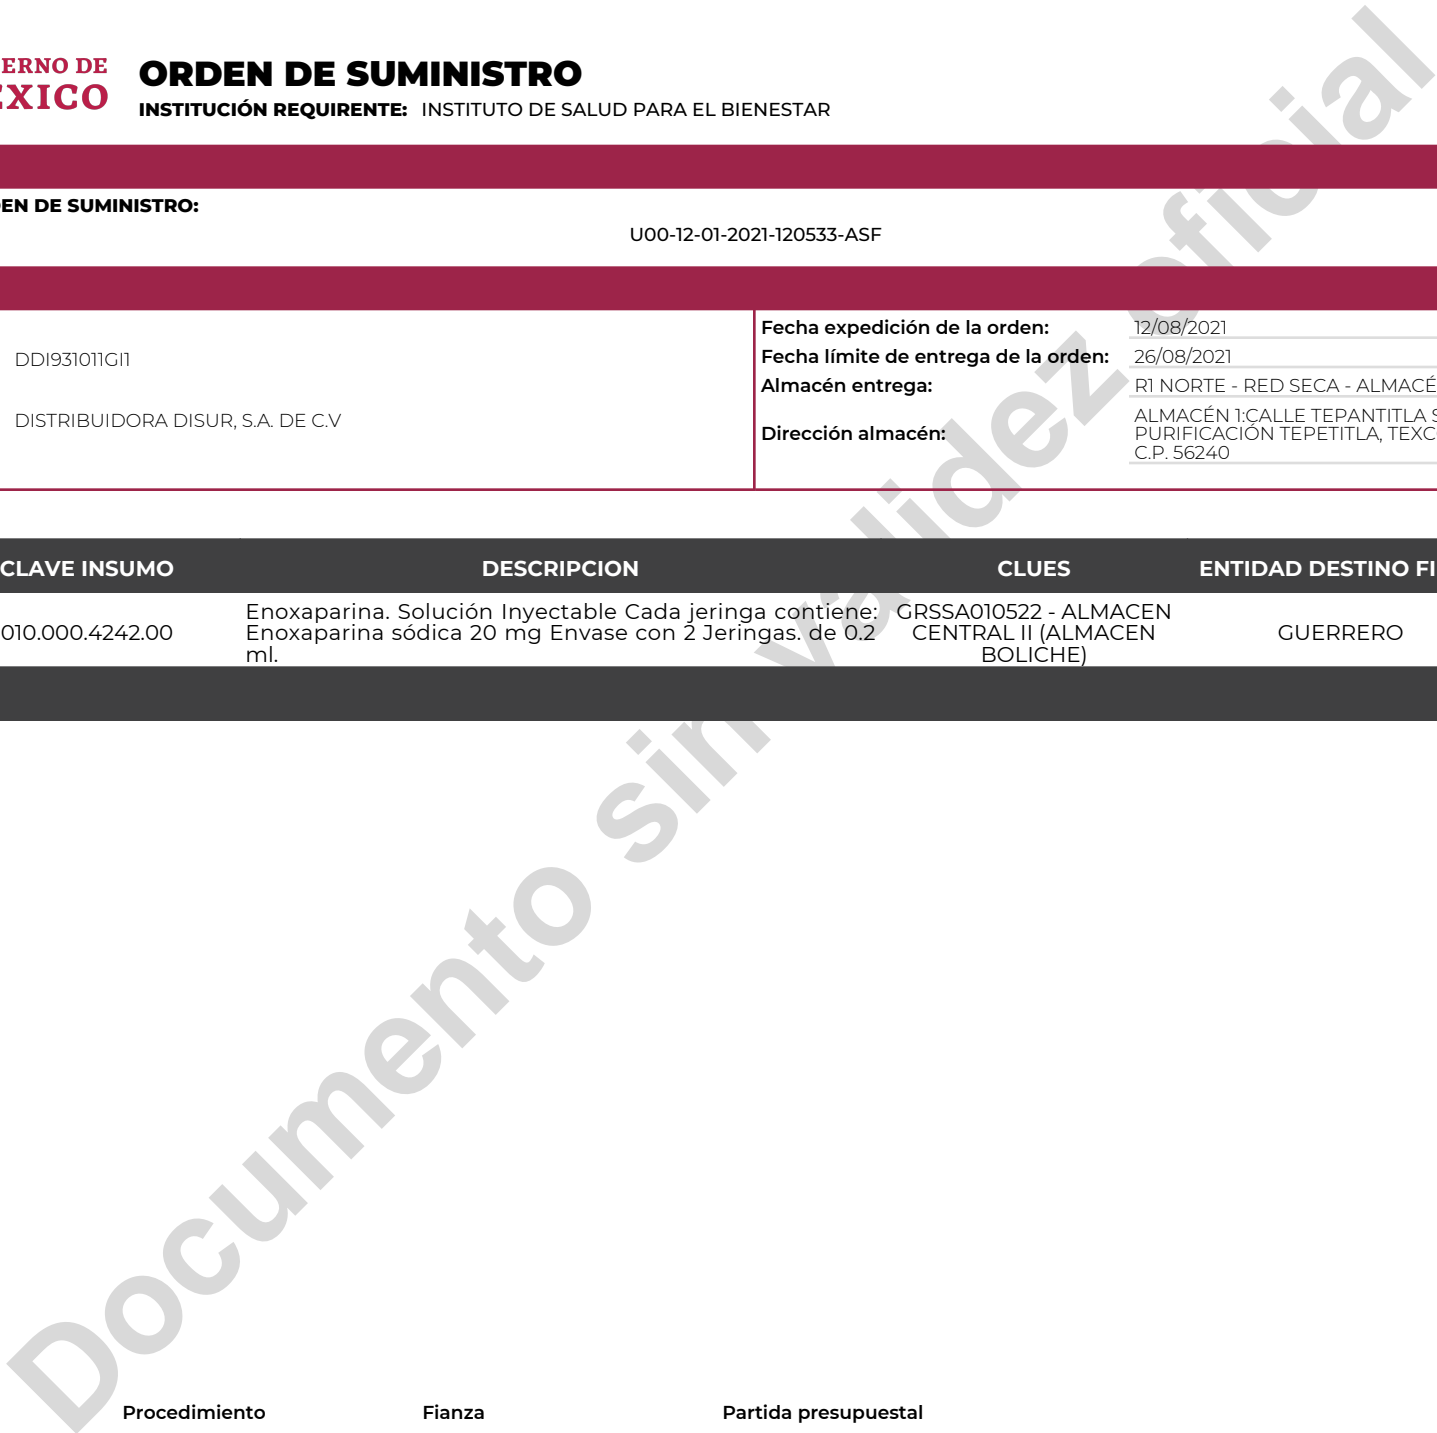 ERNO DE
EXICO
ORDEN DE SUMINISTRO
INSTITUCIÓN REQUIRENTE: INSTITUTO DE SALUD PARA EL BIENESTAR
EN DE SUMINISTRO:
U00-12-01-2021-120533-ASF
DDI931011GI1
DISTRIBUIDORA DISUR, S.A. DE C.V
Fecha expedición de la orden: 12/08/2021
Fecha límite de entrega de la orden: 26/08/2021
Almacén entrega: R1 NORTE - RED SECA - ALMACÉ
Dirección almacén:
ALMACÉN 1:CALLE TEPANTITLA S
PURIFICACIÓN TEPETITLA, TEXC
C.P. 56240
CLAVE INSUMO DESCRIPCION CLUES ENTIDAD DESTINO FI
010.000.4242.00
Enoxaparina. Solución Inyectable Cada jeringa contiene:
Enoxaparina sódica 20 mg Envase con 2 Jeringas. de 0.2
ml.
GRSSA010522 - ALMACEN
CENTRAL II (ALMACEN
BOLICHE)
GUERRERO
Documento sin validez oficial
Procedimiento Fianza Partida presupuestal